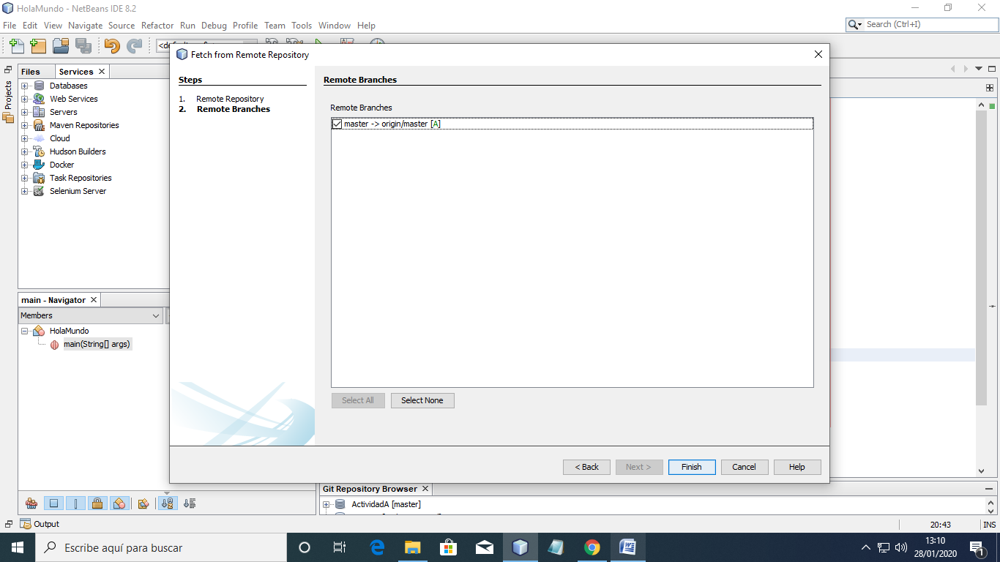 HolaMundo - NetBeans IDE 8.2
File Edit View Navigate Source Refactor Run Debug Profile Team Tools Window Help
Search (Ctrl+I)
Fetch from Remote Repository
Files Services
Projects
Databases
Web Services
Servers
Maven Repositories
Cloud
Hudson Builders
Docker
Task Repositories
Selenium Server
Steps
1. Remote Repository
2. Remote Branches
Remote Branches
Remote Branches
master -> origin/master [A]
Select All Select None
< Back Next > Finish Cancel Help
main - Navigator
Members
HolaMundo
main(String[] args)
Git Repository Browser
ActividadA [master]
Output
20:43 INS
Escribe aquí para buscar
13:10
28/01/2020
1